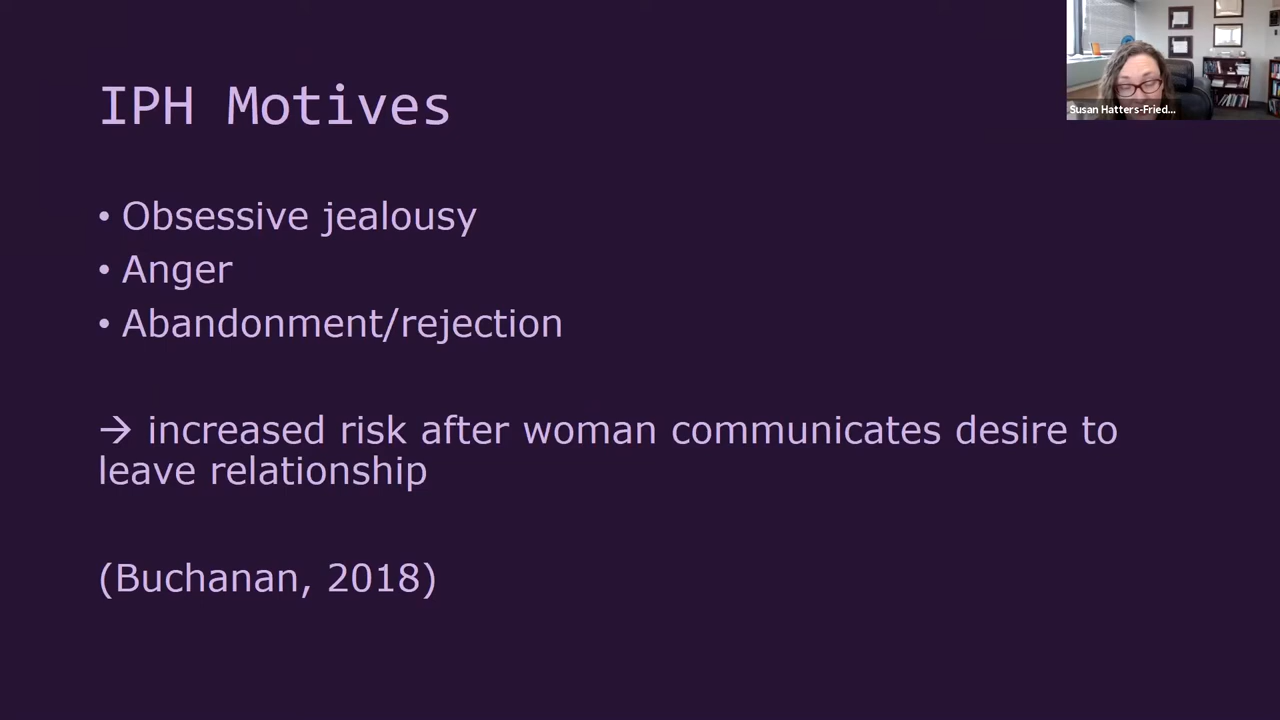 IPH Motives
Susan Hatters-Fried...
• Obsessive jealousy
• Anger
• Abandonment/rejection
→ increased risk after woman communicates desire to
leave relationship
(Buchanan, 2018)